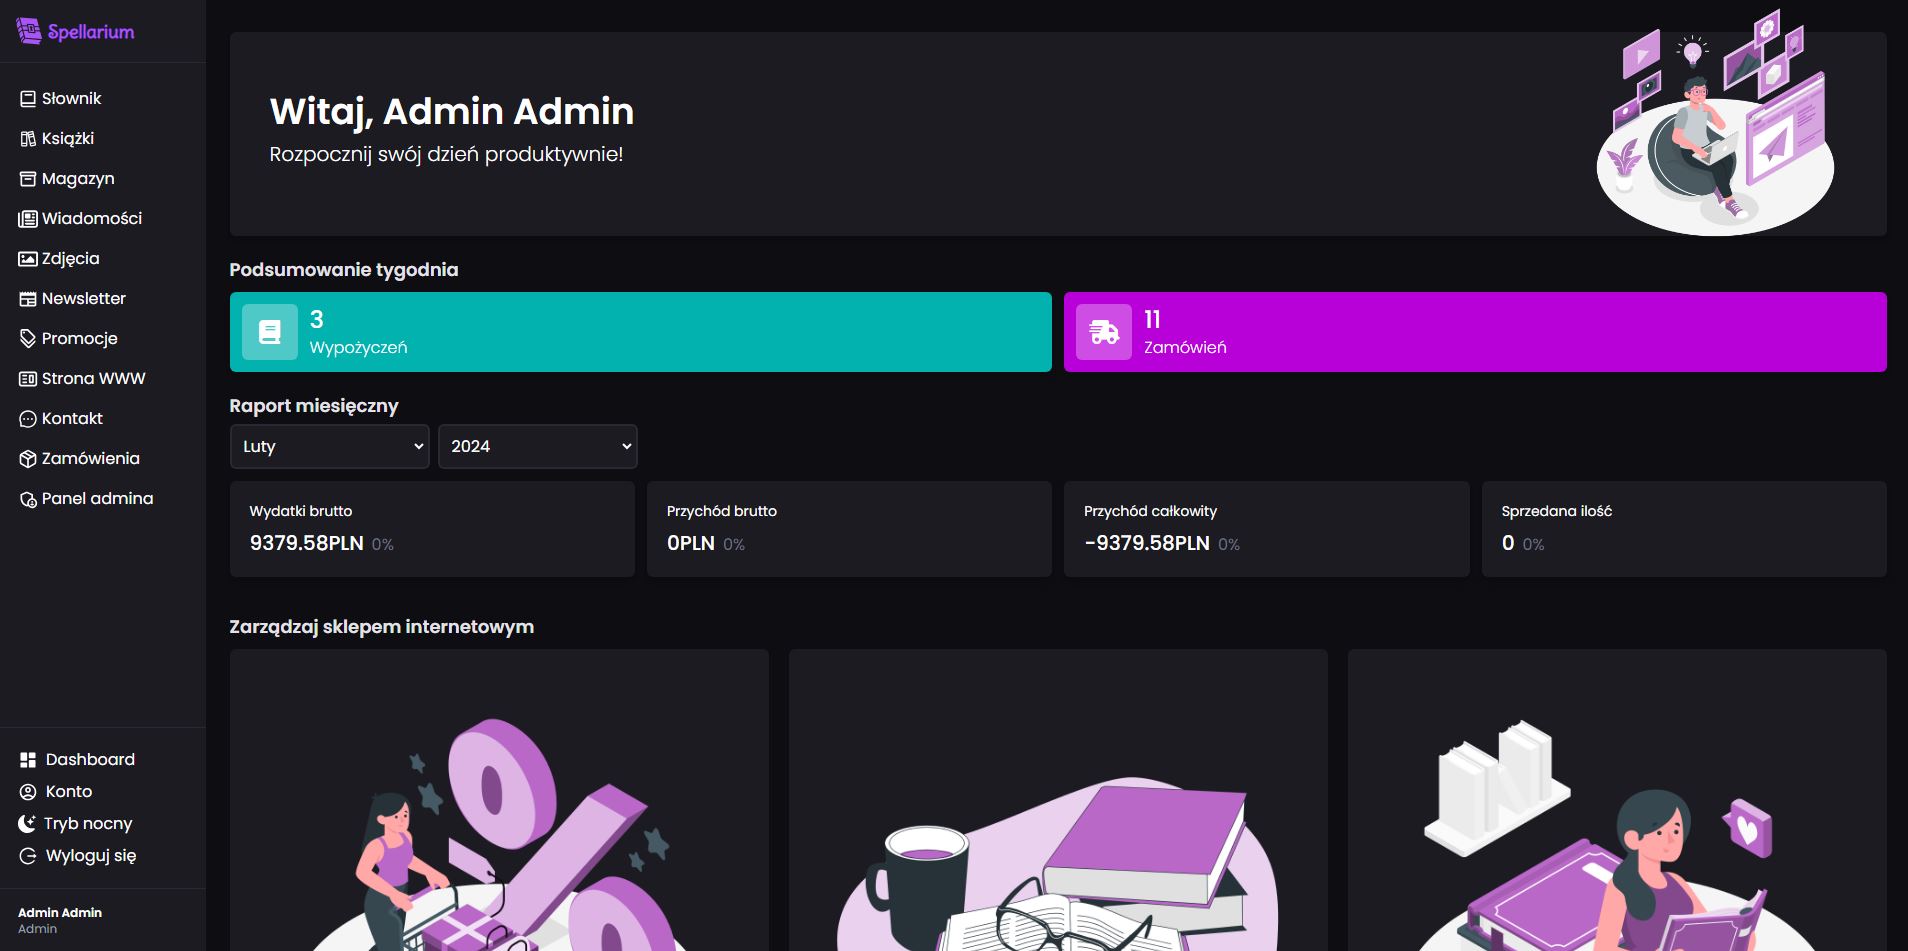 Spellarium
Słownik
Książki
Magazyn
Wiadomości
Zdjęcia
Newsletter
Promocje
Strona WWW
Kontakt
Zamówienia
Panel admina
Dashboard
Konto
Tryb nocny
Wyloguj się
Admin Admin
Admin
Witaj, Admin Admin
Rozpocznij swój dzień produktywnie!
Podsumowanie tygodnia
3
Wypożyczeń
11
Zamówień
Raport miesięczny
Luty
2024
Wydatki brutto
9379.58PLN 0%
Przychód brutto
0PLN 0%
Przychód całkowity
-9379.58PLN 0%
Sprzedana ilość
0 0%
Zarządzaj sklepem internetowym